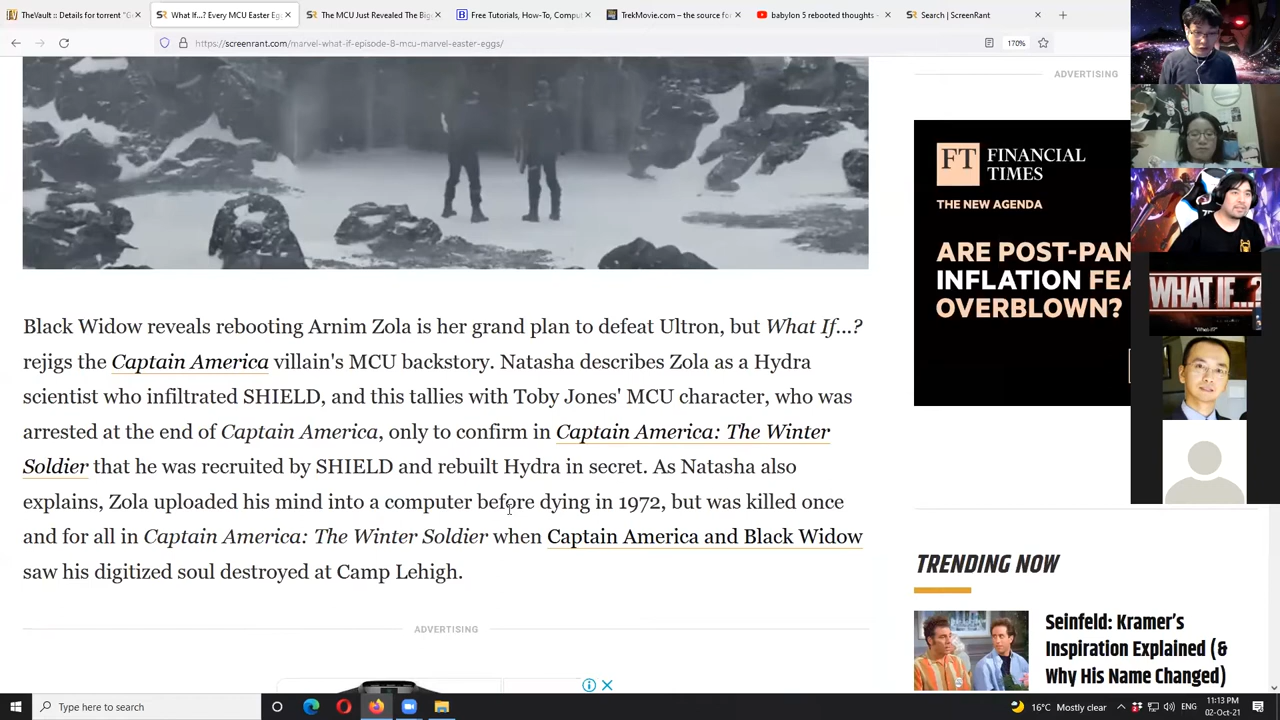 TheVault :: Details for torrent "G
What If...? Every MCU Easter Eg
The MCU Just Revealed The Big
Free Tutorials, How-To, Compu
TrekMovie.com – the source fo
babylon 5 rebooted thoughts -
Search | ScreenRant
https://screenrant.com/marvel-what-if-episode-8-mcu-marvel-easter-eggs/
170%
ADVERTISING
FT
FINANCIAL
TIMES
THE NEW AGENDA
ARE POST-PAN
INFLATION FEA
OVERBLOWN?
WHAT IF...?
Black Widow reveals rebooting Arnim Zola is her grand plan to defeat Ultron, but What If...?
rejigs the Captain America villain's MCU backstory. Natasha describes Zola as a Hydra
scientist who infiltrated SHIELD, and this tallies with Toby Jones' MCU character, who was
arrested at the end of Captain America, only to confirm in Captain America: The Winter
Soldier that he was recruited by SHIELD and rebuilt Hydra in secret. As Natasha also
explains, Zola uploaded his mind into a computer before dying in 1972, but was killed once
and for all in Captain America: The Winter Soldier when Captain America and Black Widow
saw his digitized soul destroyed at Camp Lehigh.
ADVERTISING
TRENDING NOW
Seinfeld: Kramer's
Inspiration Explained (&
Why His Name Changed)
Type here to search
16°C Mostly clear
ENG
11:13 PM
02-Oct-21